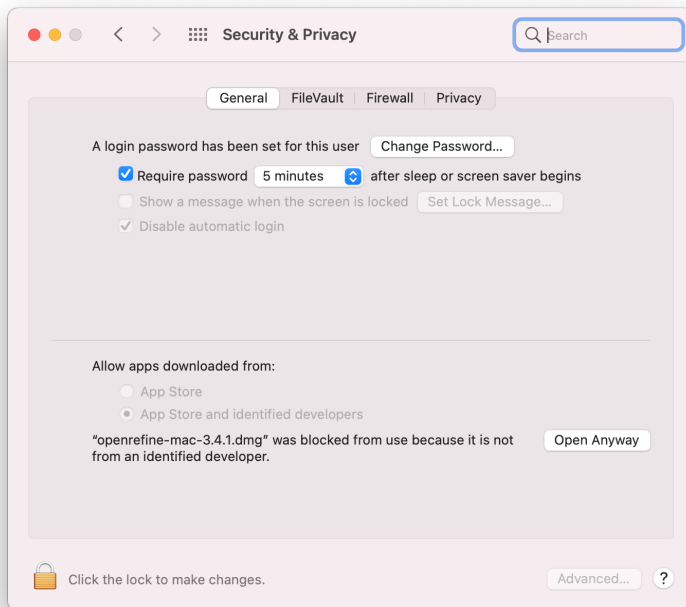 Security & Privacy
Search
General FileVault Firewall Privacy
A login password has been set for this user Change Password...
Require password 5 minutes after sleep or screen saver begins
Show a message when the screen is locked Set Lock Message...
Disable automatic login
Allow apps downloaded from:
App Store
App Store and identified developers
“openrefine-mac-3.4.1.dmg” was blocked from use because it is not Open Anyway
from an identified developer.
Click the lock to make changes. Advanced... ?